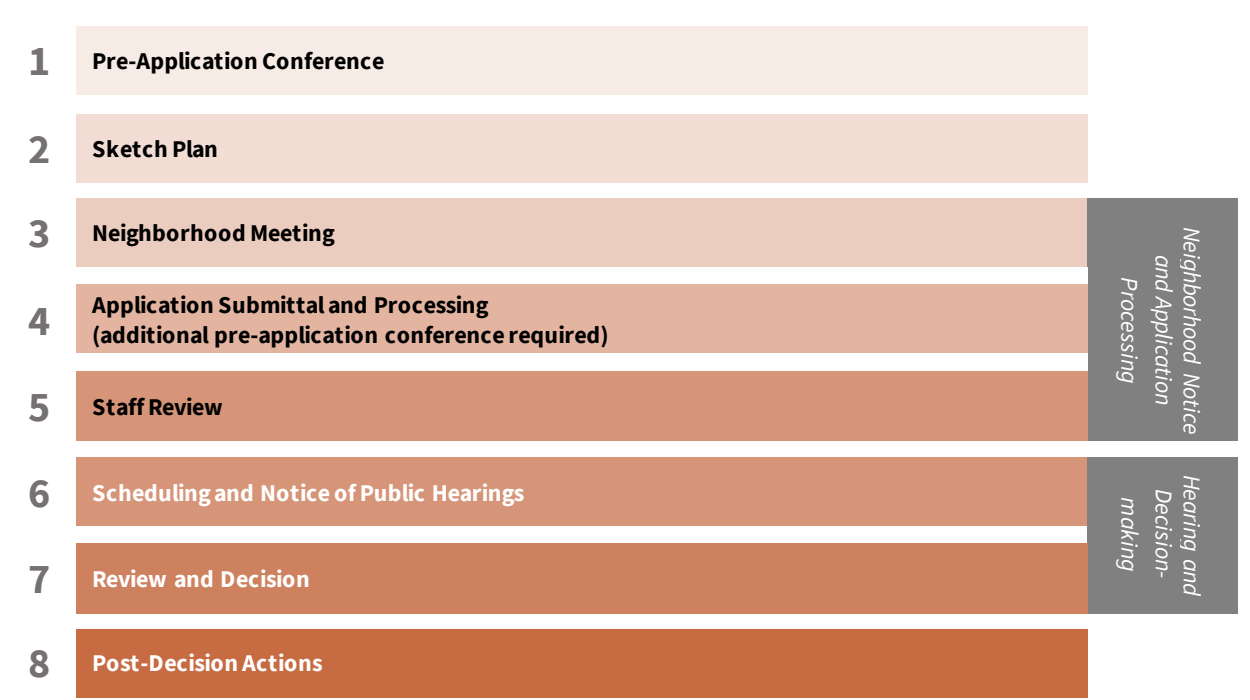 1
Pre-Application Conference
2
Sketch Plan
3
Neighborhood Meeting
4
Application Submittal and Processing
(additional pre-application conference required)
5
Staff Review
Neighborhood Notice
and Application
Processing
6
Scheduling and Notice of Public Hearings
7
Review and Decision
Hearing and
Decision-
making
8
Post-Decision Actions